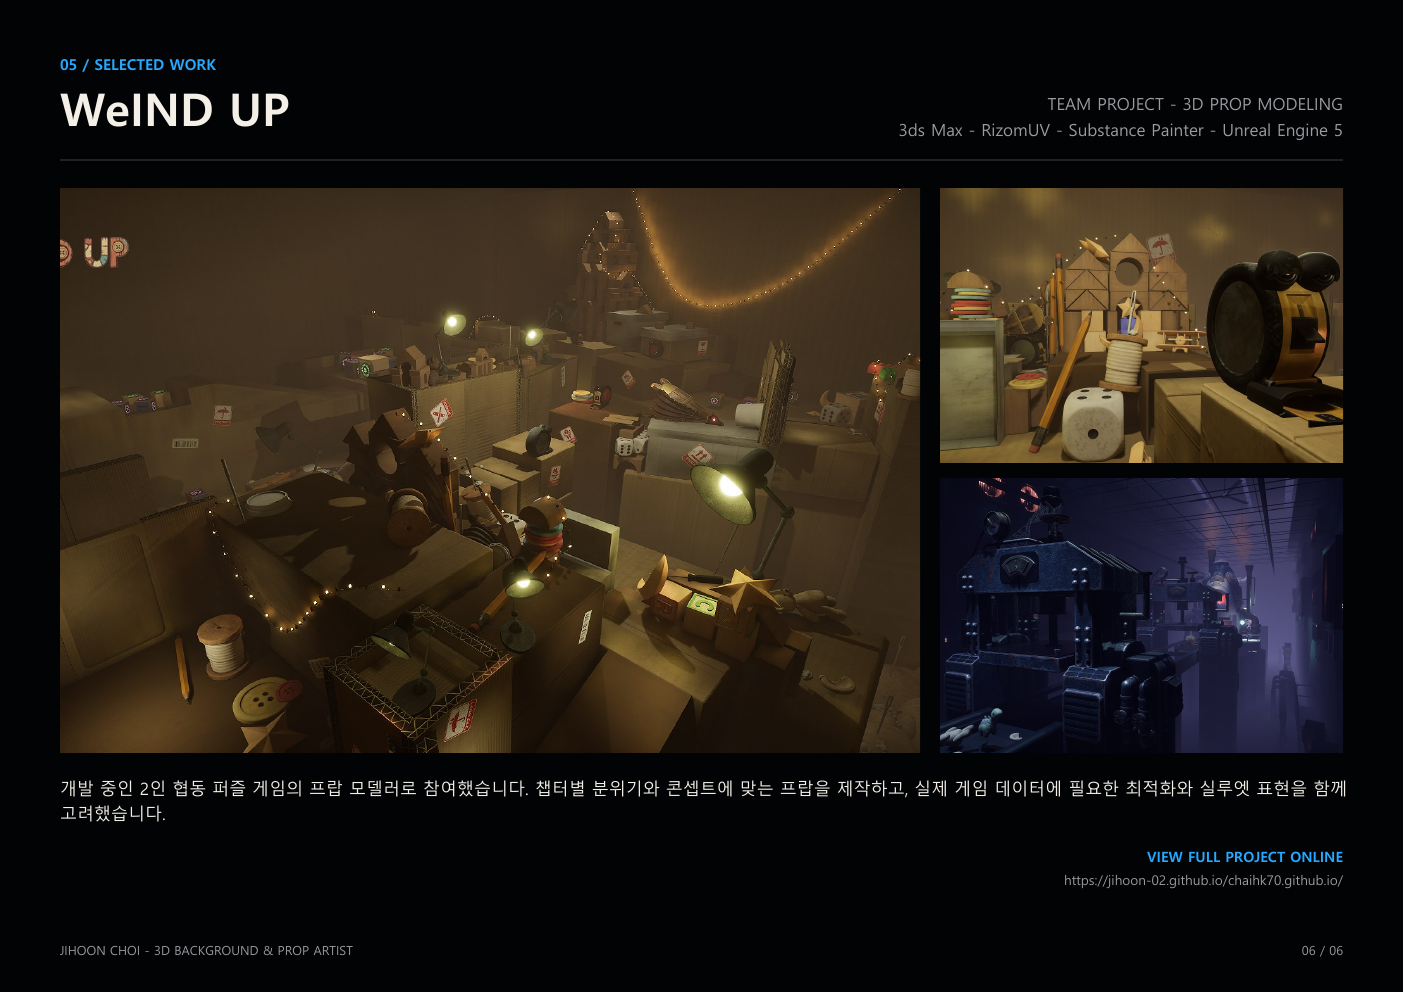 05 / SELECTED WORK
WeIND UP
TEAM PROJECT - 3D PROP MODELING
3ds Max - RizomUV - Substance Painter - Unreal Engine 5
UP
개발 중인 2인 협동 퍼즐 게임의 프랍 모델러로 참여했습니다. 챕터별 분위기와 콘셉트에 맞는 프랍을 제작하고, 실제 게임 데이터에 필요한 최적화와 실루엣 표현을 함께
고려했습니다.
VIEW FULL PROJECT ONLINE
https://jihoon-02.github.io/chaihk70.github.io/
JIHOON CHOI - 3D BACKGROUND & PROP ARTIST
06 / 06